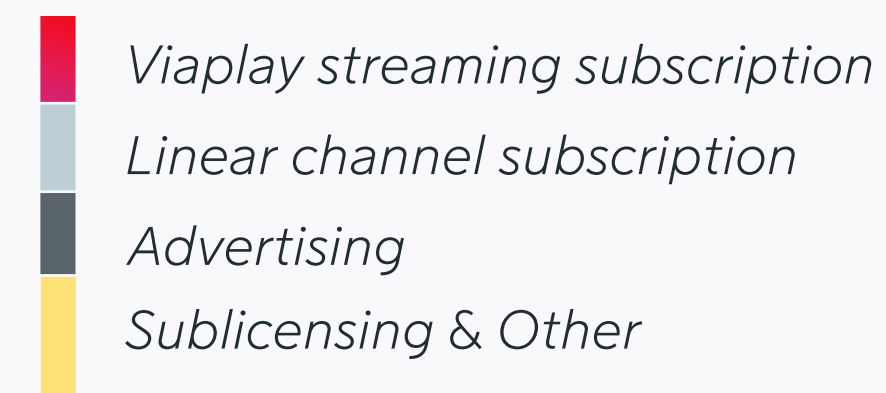 Viaplay streaming subscription
Linear channel subscription
Advertising
Sublicensing & Other